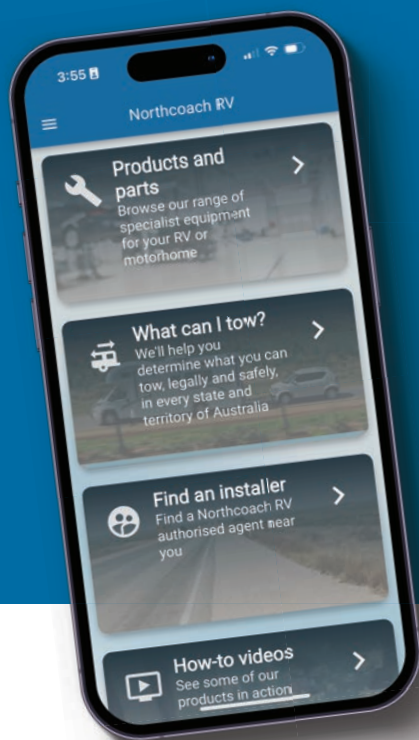 3:55
Northcoach RV
Products and
parts
Browse our range of
specialist equipment
for your RV or
motorhome
What can I tow?
We'll help you
determine what you can
tow, legally and safely,
in every state and
territory of Australia
Find an installer
Find a Northcoach RV
authorised agent near
you
How-to videos
See some of our
products in action